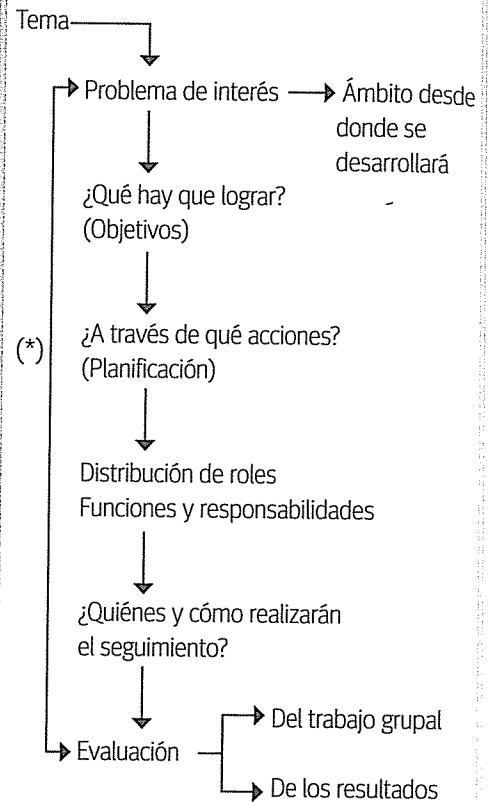 Tema
Problema de interés
Ámbito desde
donde se
desarrollará
¿Qué hay que lograr?
(Objetivos)
¿A través de qué acciones?
(Planificación)
(*)
Distribución de roles
Funciones y responsabilidades
¿Quiénes y cómo realizarán
el seguimiento?
Evaluación
Del trabajo grupal
De los resultados